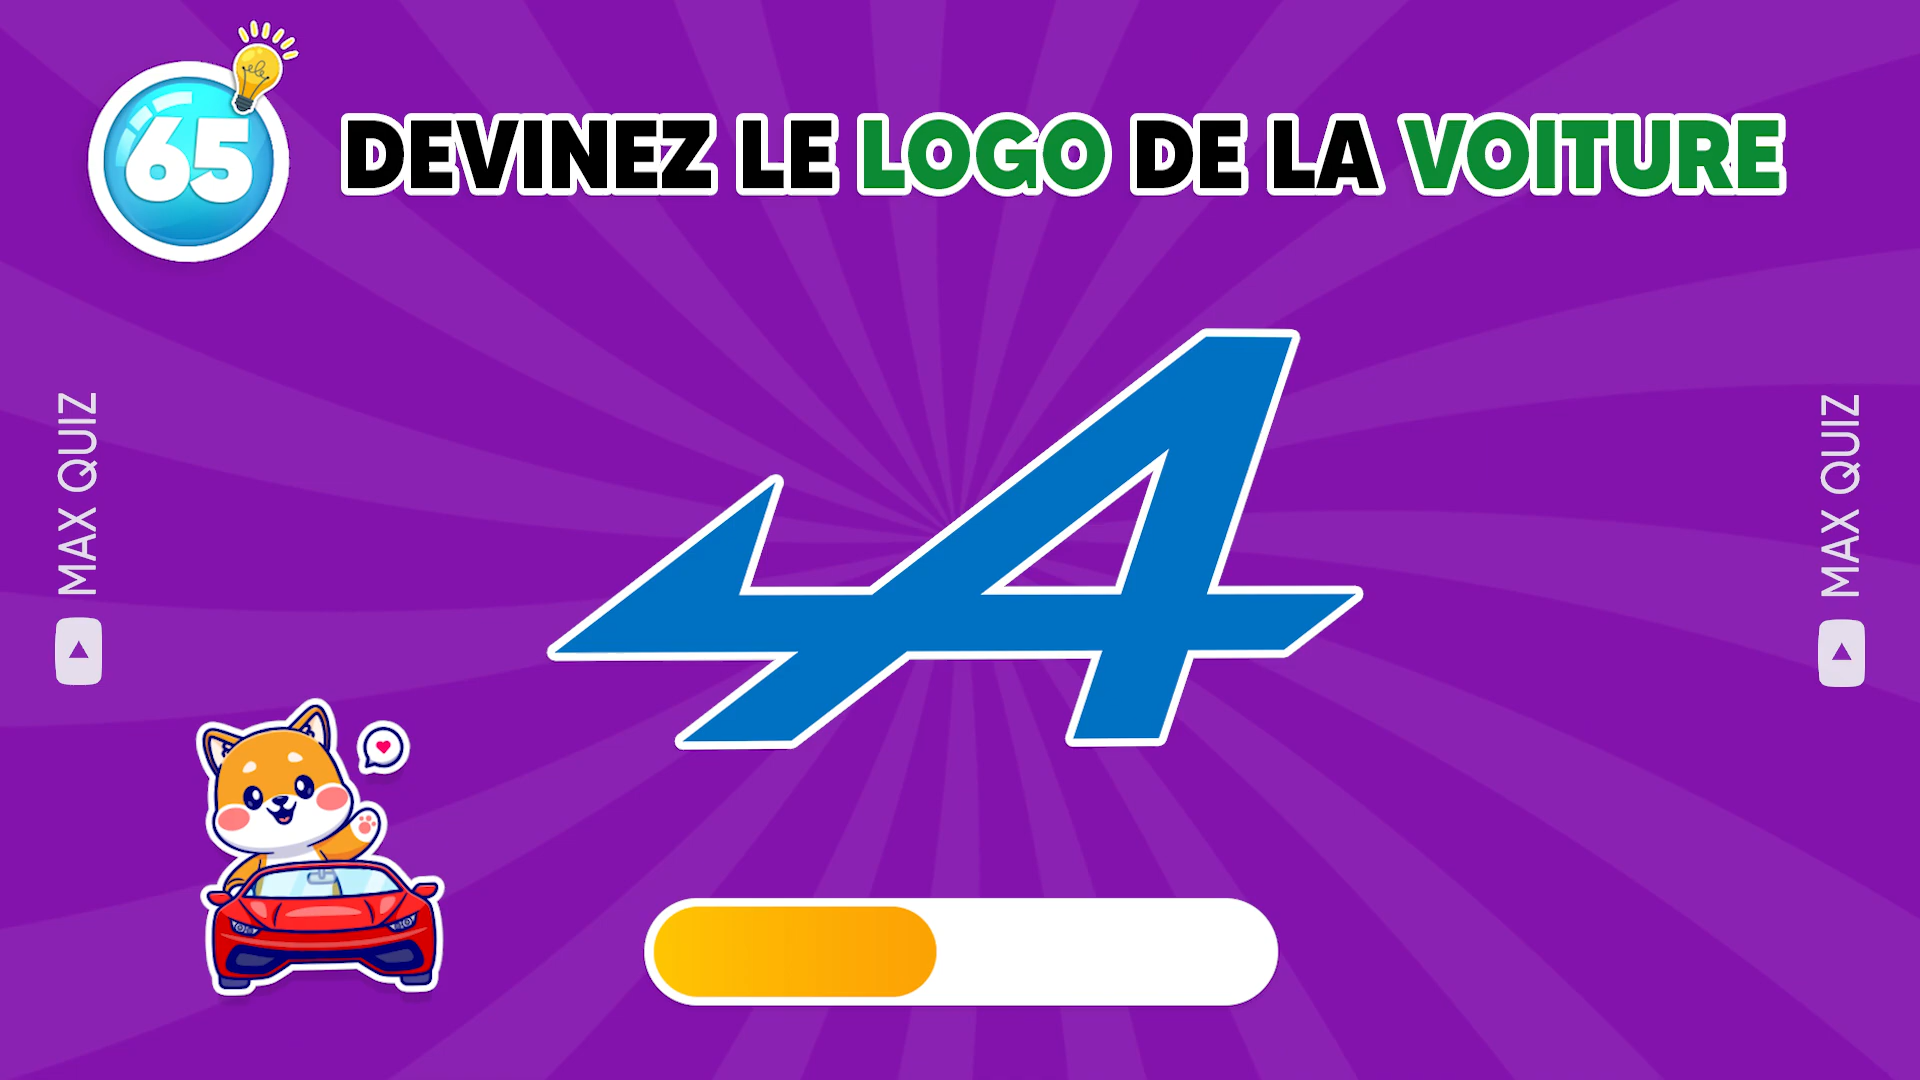 65
DEVINEZ LE LOGO DE LA VOITURE
MAX QUIZ
MAX QUIZ
A